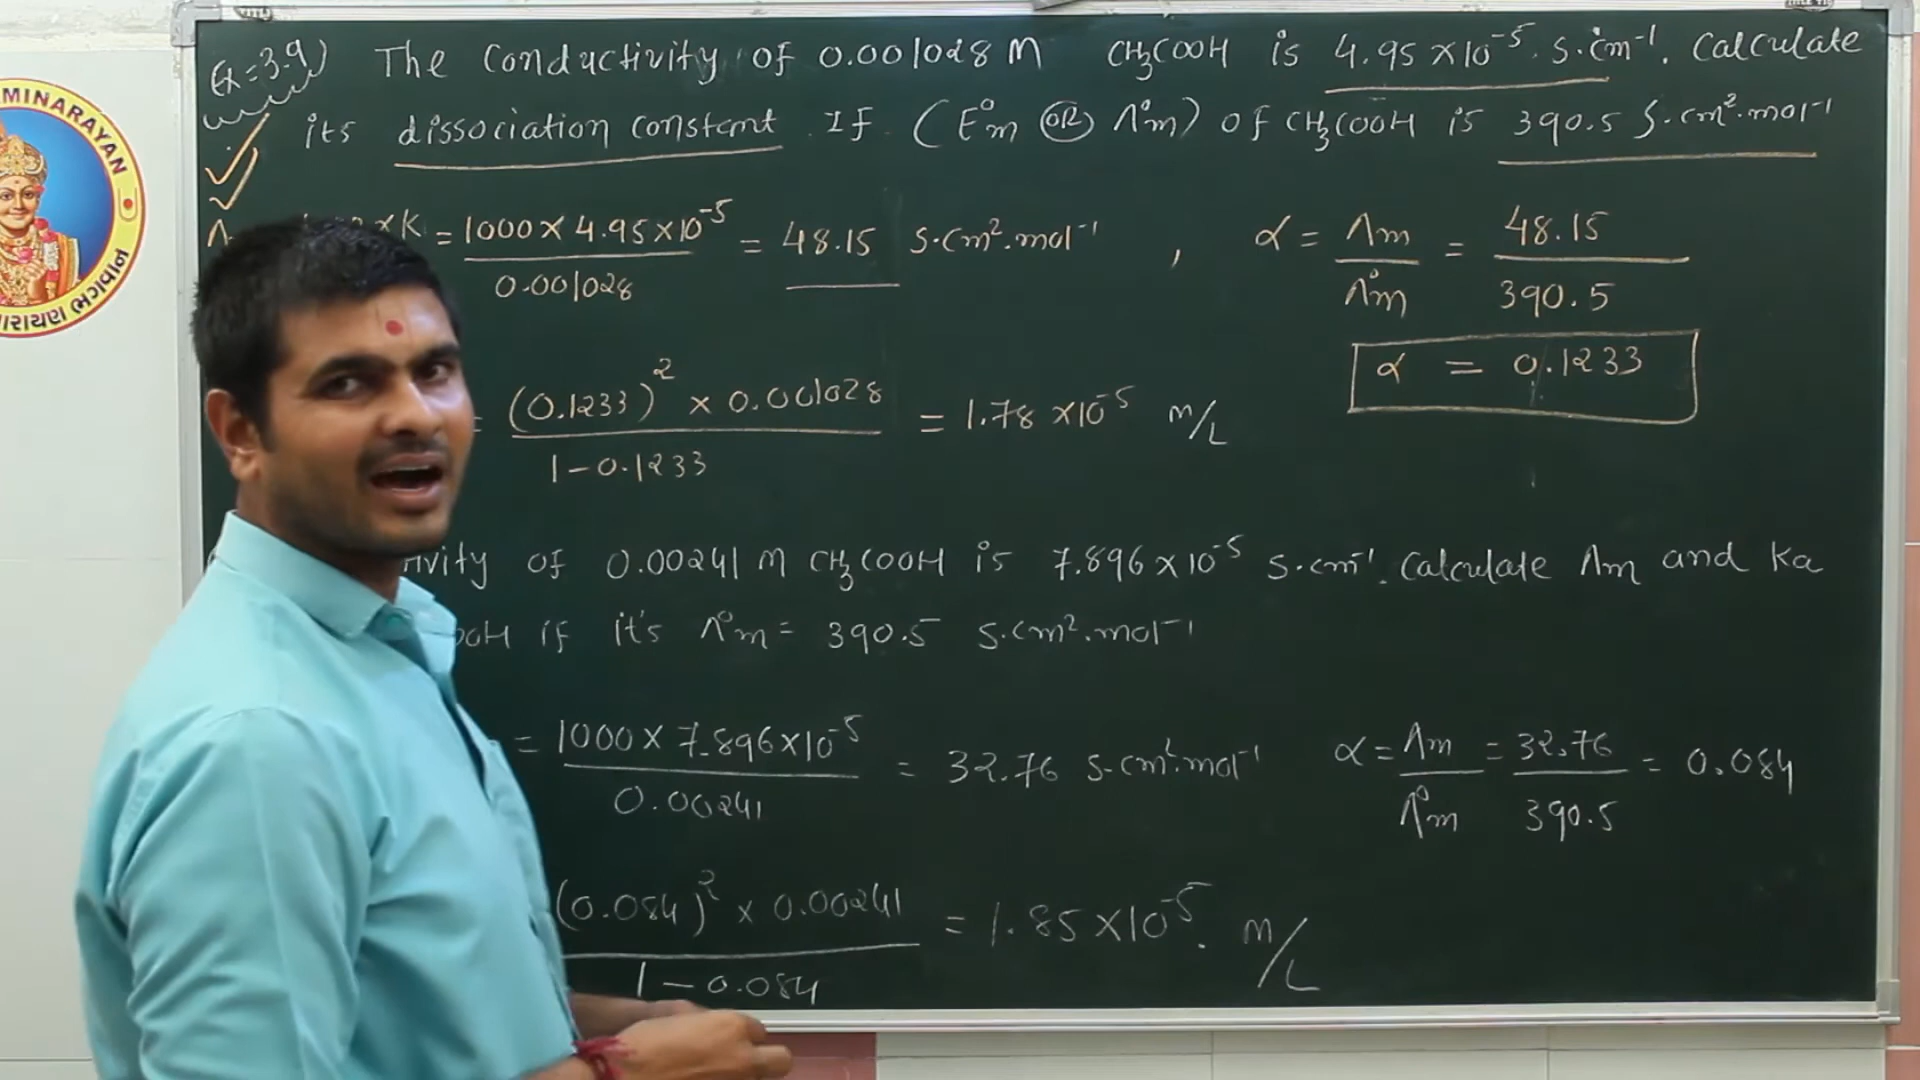 MINARAYAN
ારાયણ ભગવાન
Ex=3.9) The Conductivity of 0.001028 M CH₃COOH is 4.95 ×10⁻⁵ S.cm⁻¹. Calculate
its dissociation constant. If (E°m OR Λ°m) of CH₃COOH is 390.5 S.cm².mol⁻¹
× K = 1000 × 4.95 ×10⁻⁵ / 0.001028 = 48.15 S.cm².mol⁻¹ , α = Λm / Λ°m = 48.15 / 390.5
α = 0.1233
= (0.1233)² × 0.001028 / 1 - 0.1233 = 1.78 ×10⁻⁵ m/L
ivity of 0.00241 M CH₃COOH is 7.896 × 10⁻⁵ S.cm⁻¹. Calculate Λm and Ka
OOH if it's Λ°m = 390.5 S.cm².mol⁻¹
= 1000 × 7.896×10⁻⁵ / 0.00241 = 32.76 S.cm².mol⁻¹ α = Λm / Λ°m = 32.76 / 390.5 = 0.084
(0.084)² × 0.00241 / 1 - 0.084 = 1.85 ×10⁻⁵. m/L